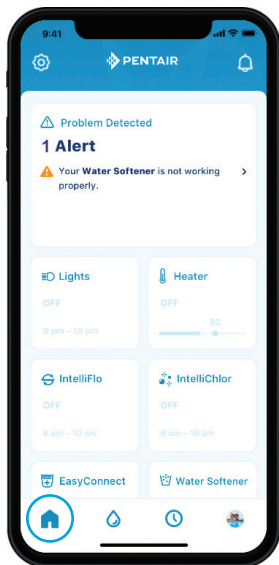 9:41
PENTAIR
Problem Detected
1 Alert
Your Water Softener is not working
properly.
Lights
Heater
OFF
OFF
82
8 pm – 10 pm
IntelliFlo
IntelliChlor
OFF
OFF
8 am – 10 am
8 am – 10 am
EasyConnect
Water Softener